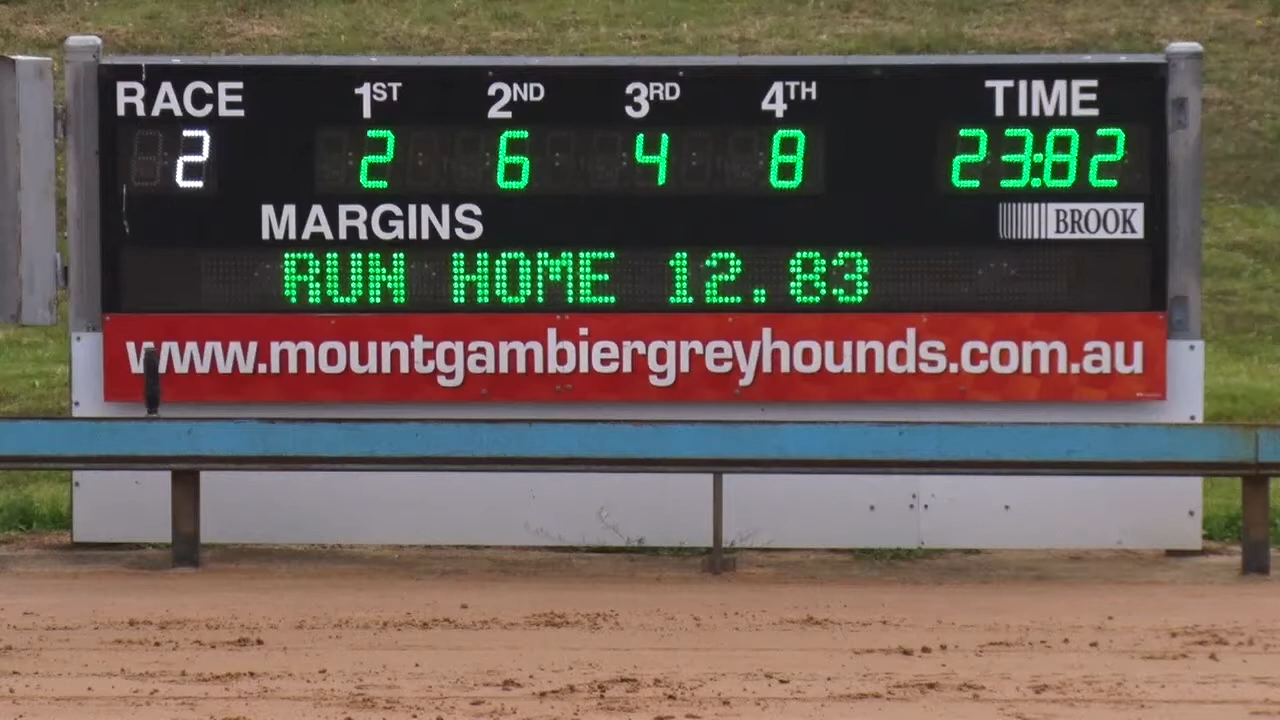 RACE 1ST 2ND 3RD 4TH TIME
2 2 6 4 8 23:82
MARGINS BROOK
RUN HOME 12.83
www.mountgambiergreyhounds.com.au